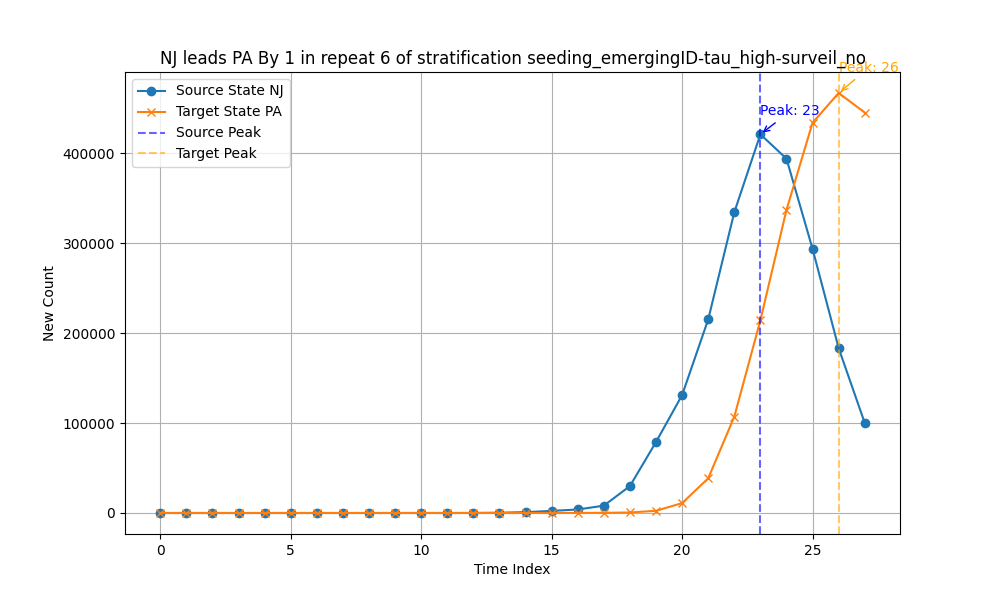 NJ leads PA By 1 in repeat 6 of stratification seeding_emergingID-tau_high-surveil_no
Peak: 26
Source State NJ
Target State PA
Source Peak
Target Peak
Peak: 23
400000
300000
200000
100000
0
New Count
0 5 10 15 20 25
Time Index